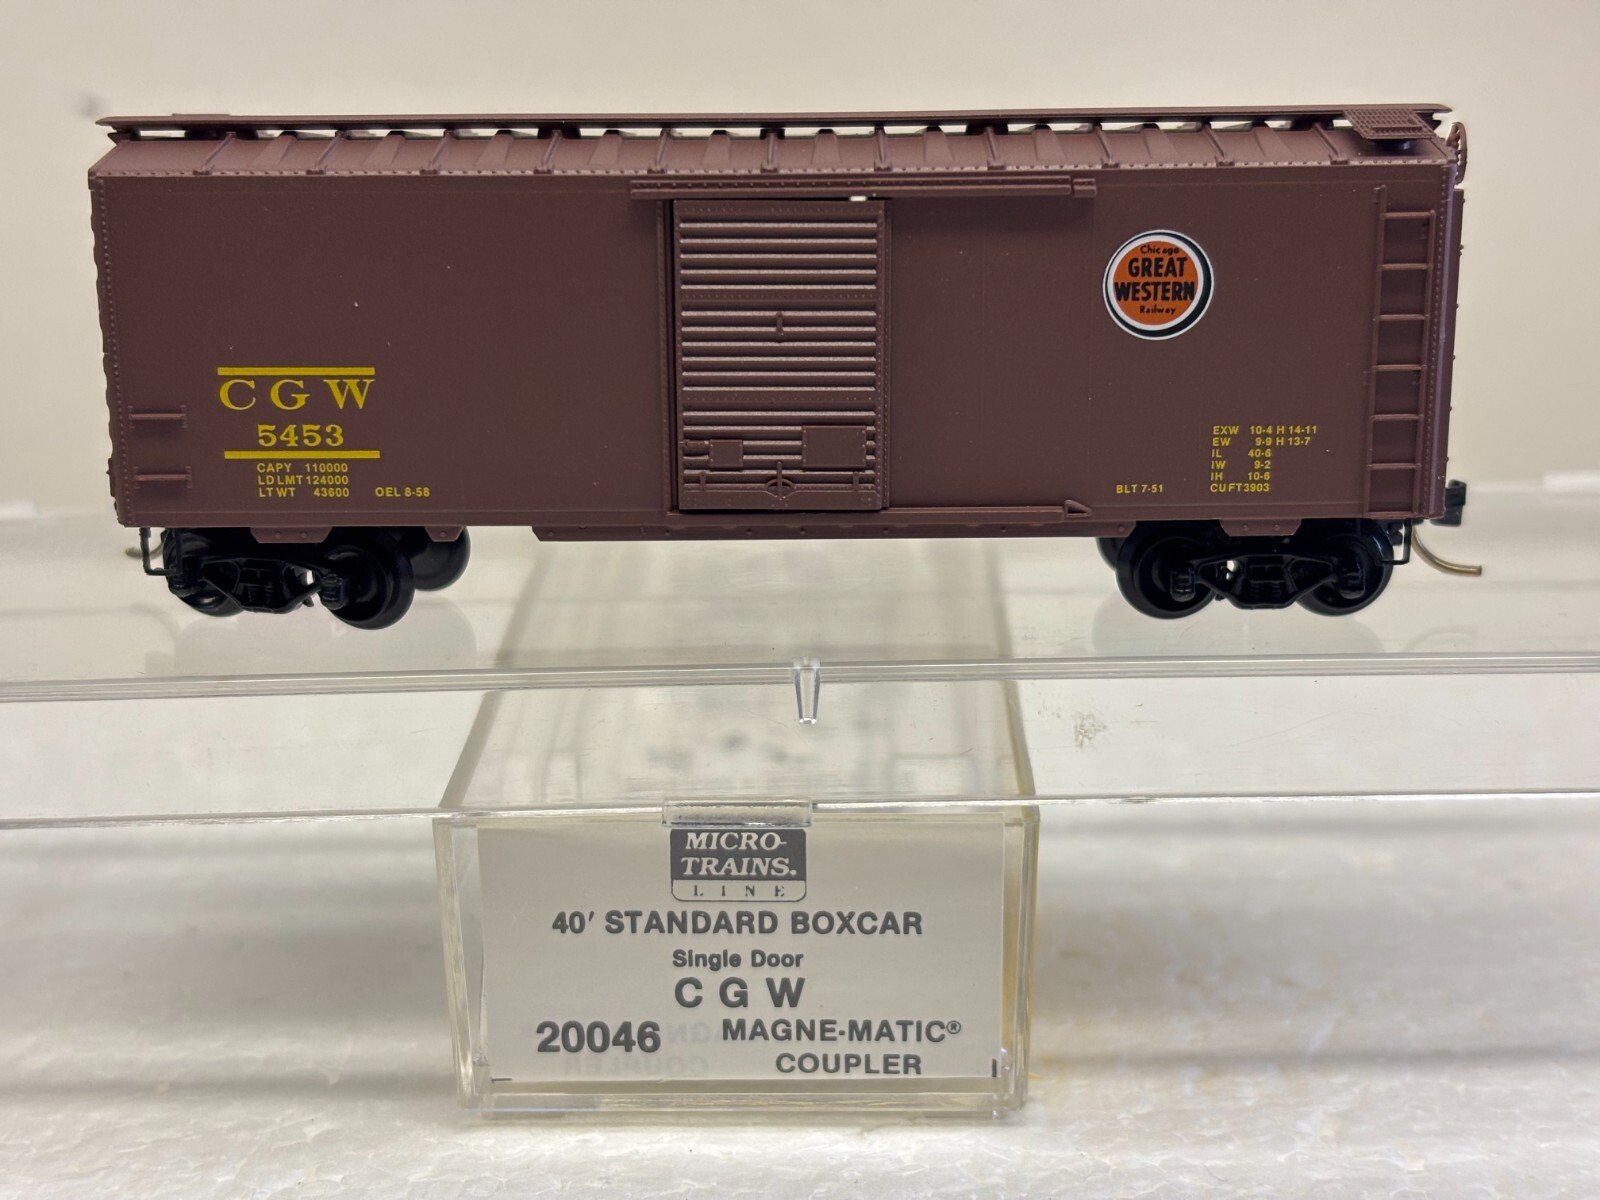 Chicago
GREAT
WESTERN
Railway
C G W
5453
CAPY 110000
LD LMT 124000
LT WT 43600 OEL 8-58
EXW 10-4 H 14-11
EW 9-9 H 13-7
IL 40-6
IW 9-2
IH 10-6
BLT 7-51 CU FT 3903
MICRO-
TRAINS.
LINE
40' STANDARD BOXCAR
Single Door
C G W
20046 MAGNE-MATIC®
COUPLER